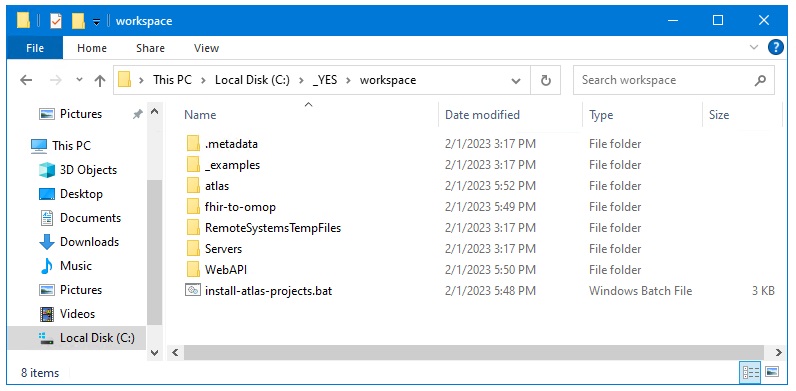 workspace
File Home Share View
This PC Local Disk (C:) _YES workspace Search workspace
Name Date modified Type Size
Pictures
This PC
3D Objects
Desktop
Documents
Downloads
Music
Pictures
Videos
Local Disk (C:)
.metadata 2/1/2023 3:17 PM File folder
_examples 2/1/2023 3:17 PM File folder
atlas 2/1/2023 5:52 PM File folder
fhir-to-omop 2/1/2023 5:49 PM File folder
RemoteSystemsTempFiles 2/1/2023 3:17 PM File folder
Servers 2/1/2023 3:17 PM File folder
WebAPI 2/1/2023 5:50 PM File folder
install-atlas-projects.bat 2/1/2023 5:48 PM Windows Batch File 3 KB
8 items